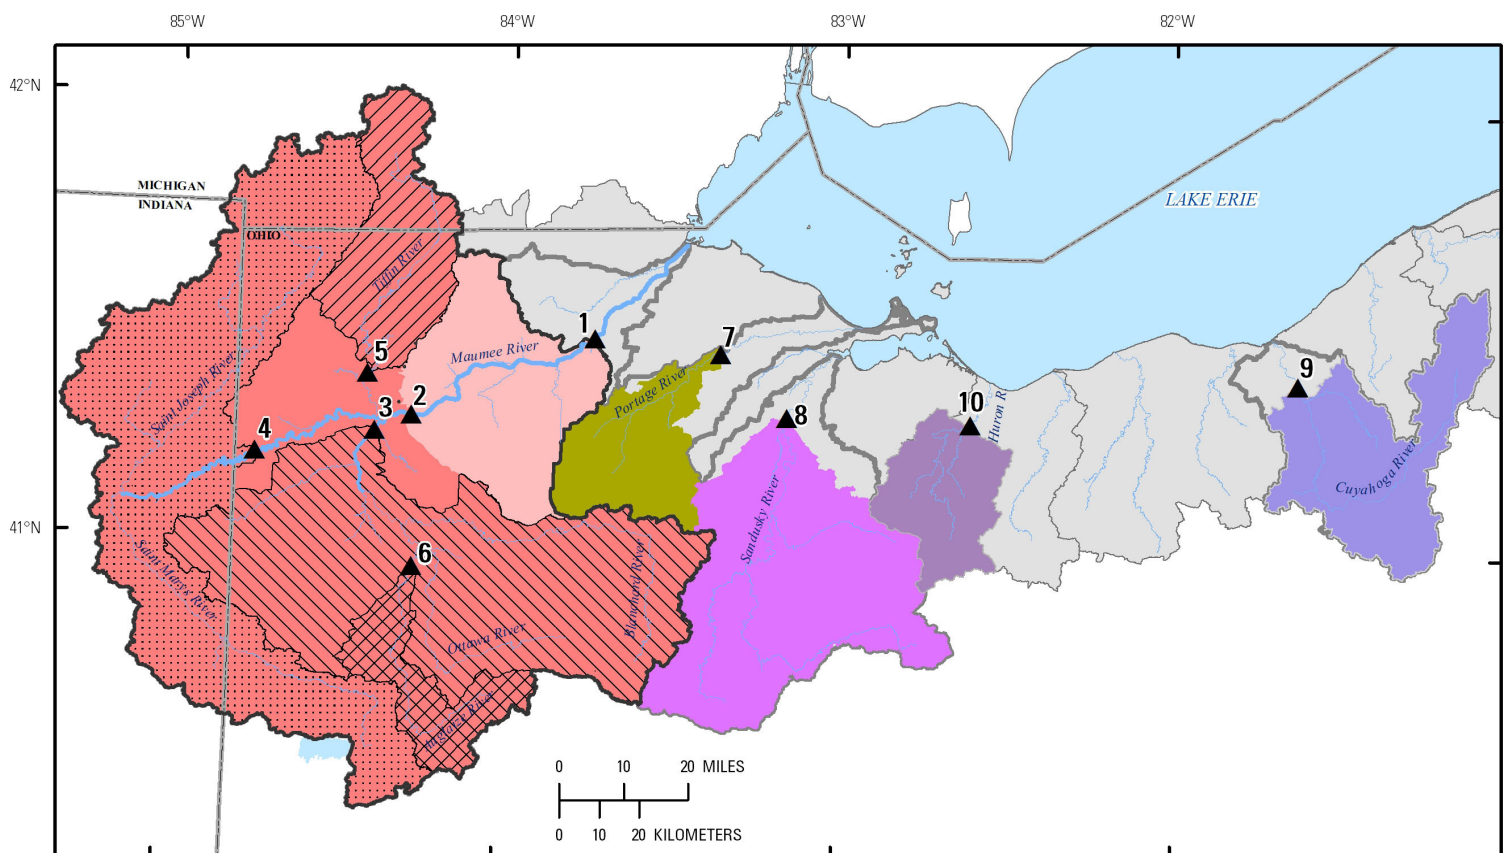 85°W 84°W 83°W 82°W
42°N
MICHIGAN
INDIANA
OHIO
LAKE ERIE
Tiffin River
Maumee River
1
7
5
2
3
4
9
10
8
Saint Joseph River
Portage River
Huron R
Cuyahoga River
Sandusky River
41°N
6
Saint Marys River
Ottawa River
Blanchard River
Auglaize River
0 10 20 MILES
0 10 20 KILOMETERS